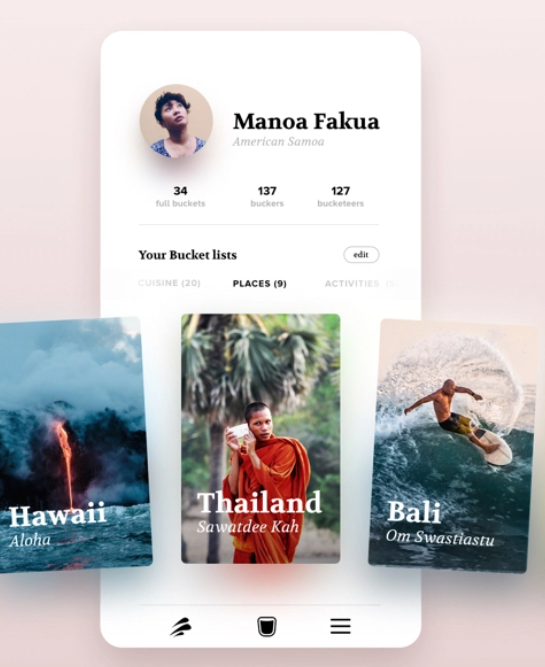 Manoa Fakua
American Samoa
34 137 127
full buckets buckers bucketeers
Your Bucket lists edit
CUISINE (20) PLACES (9) ACTIVITIES
Hawaii
Aloha
Thailand
Sawatdee Kah
Bali
Om Swastiastu